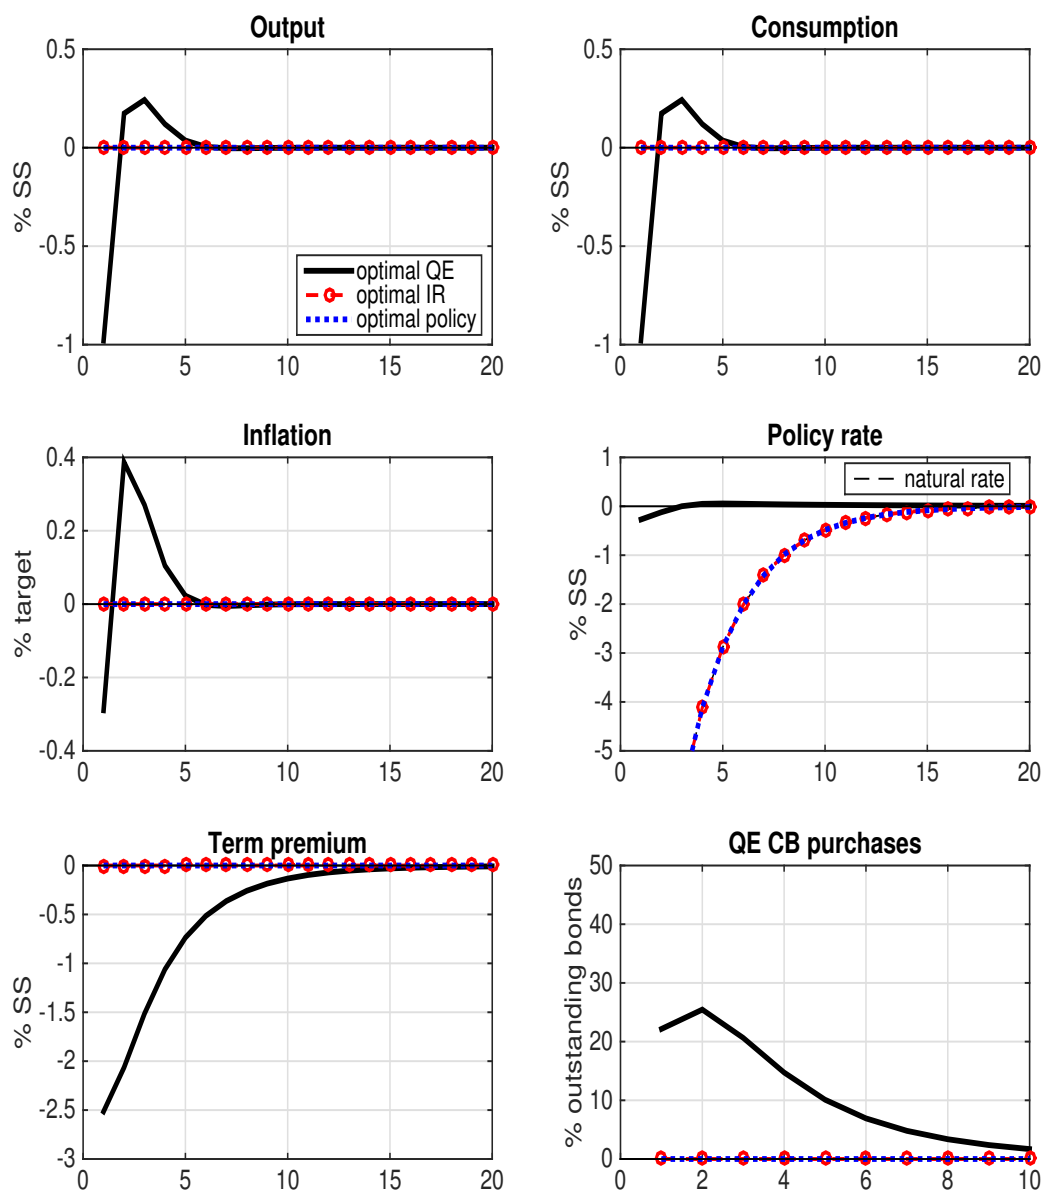 Output
% SS
0.5
0
-0.5
-1
optimal QE
optimal IR
optimal policy
0 5 10 15 20
Consumption
% SS
0.5
0
-0.5
-1
0 5 10 15 20
Inflation
% target
0.4
0.2
0
-0.2
-0.4
0 5 10 15 20
Policy rate
% SS
1
0
-1
-2
-3
-4
-5
natural rate
0 5 10 15 20
Term premium
% SS
0
-0.5
-1
-1.5
-2
-2.5
-3
0 5 10 15 20
QE CB purchases
% outstanding bonds
50
40
30
20
10
0
0 2 4 6 8 10